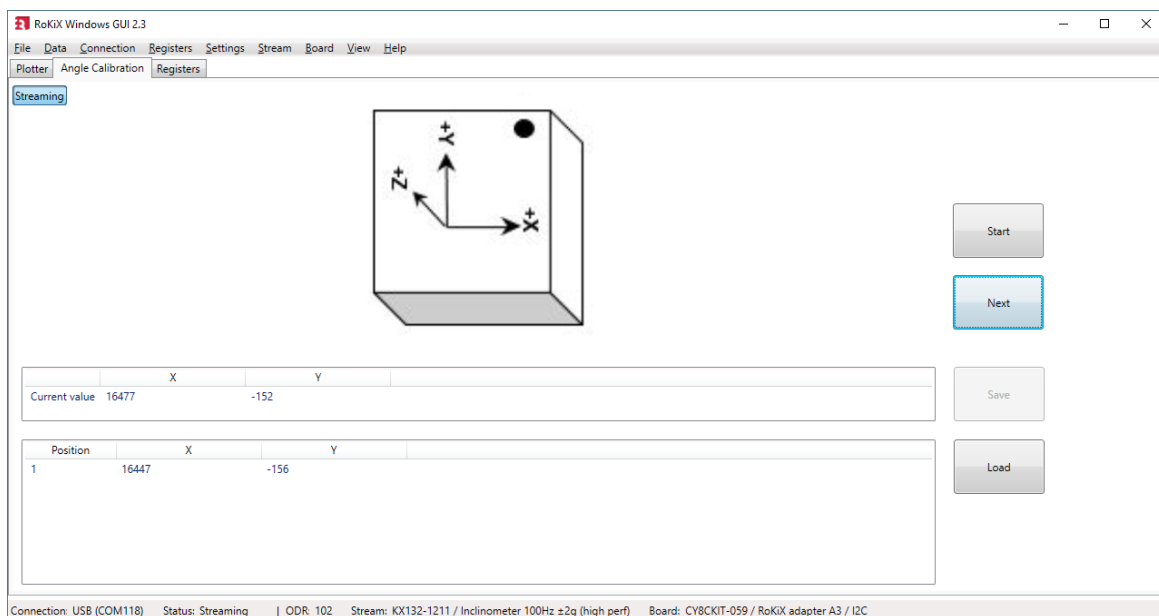 RoKiX Windows GUI 2.3
File Data Connection Registers Settings Stream Board View Help
Plotter Angle Calibration Registers
Streaming
+Y
+Z
+X
Start
Next
X Y
Current value 16477 -152
Save
Position X Y
1 16447 -156
Load
Connection: USB (COM118) Status: Streaming | ODR: 102 Stream: KX132-1211 / Inclinometer 100Hz ±2g (high perf) Board: CY8CKIT-059 / RoKiX adapter A3 / I2C